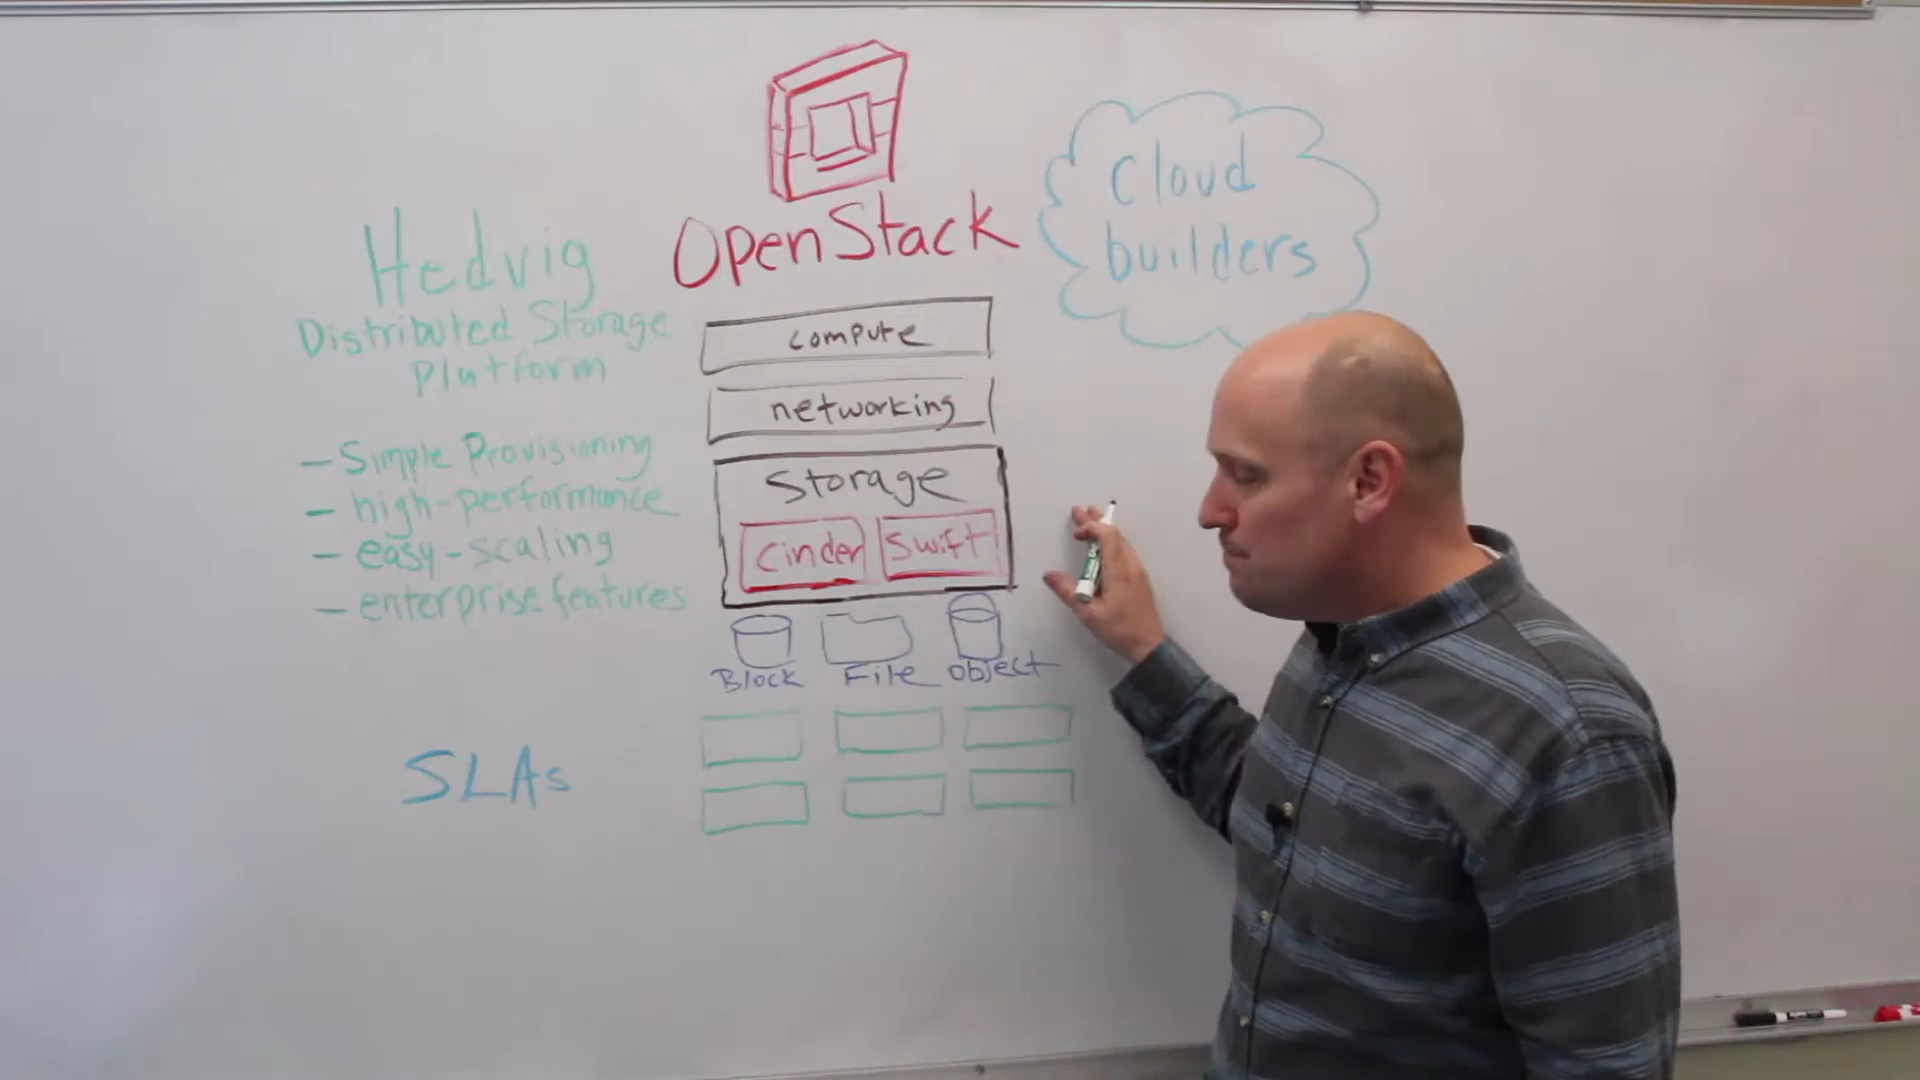 OpenStack
Cloud
builders
Hedvig
Distributed Storage
Platform
- Simple Provisioning
- high-performance
- easy-scaling
- enterprise features
compute
networking
Storage
Cinder
Swift
Block
File
object
SLAs